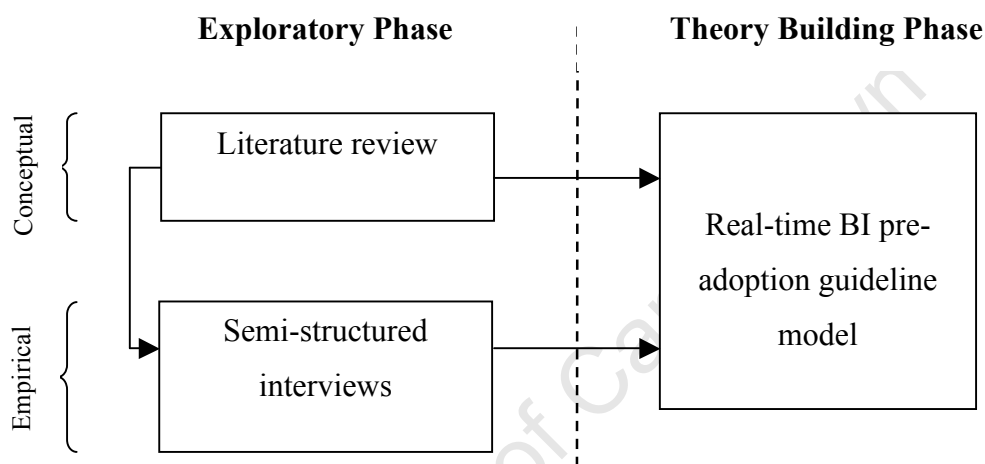 Exploratory Phase
Theory Building Phase
Conceptual
Literature review
Empirical
Semi-structured
interviews
Real-time BI pre-
adoption guideline
model